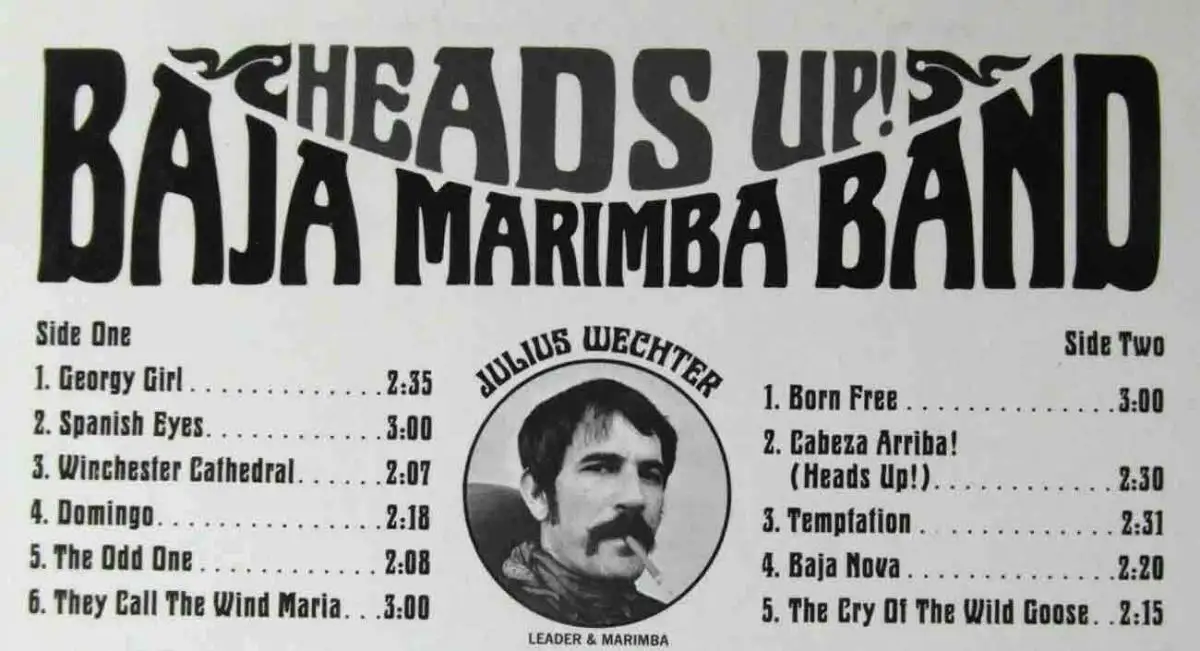 HEADS UP!
BAJA MARIMBA BAND
Side One
1. Georgy Girl . . . . . . . . . . . . . . . 2:35
2. Spanish Eyes. . . . . . . . . . . . . 3:00
3. Winchester Cathedral. . . . . . 2:07
4. Domingo. . . . . . . . . . . . . . . . 2:18
5. The Odd One . . . . . . . . . . . . 2:08
6. They Call The Wind Maria. . . 3:00
JULIUS WECHTER
LEADER & MARIMBA
Side Two
1. Born Free . . . . . . . . . . . . . . 3:00
2. Cabeza Arriba!
(Heads Up!). . . . . . . . . . . . 2:30
3. Temptation . . . . . . . . . . . . . 2:31
4. Baja Nova . . . . . . . . . . . . . . 2:20
5. The Cry Of The Wild Goose. . 2:15